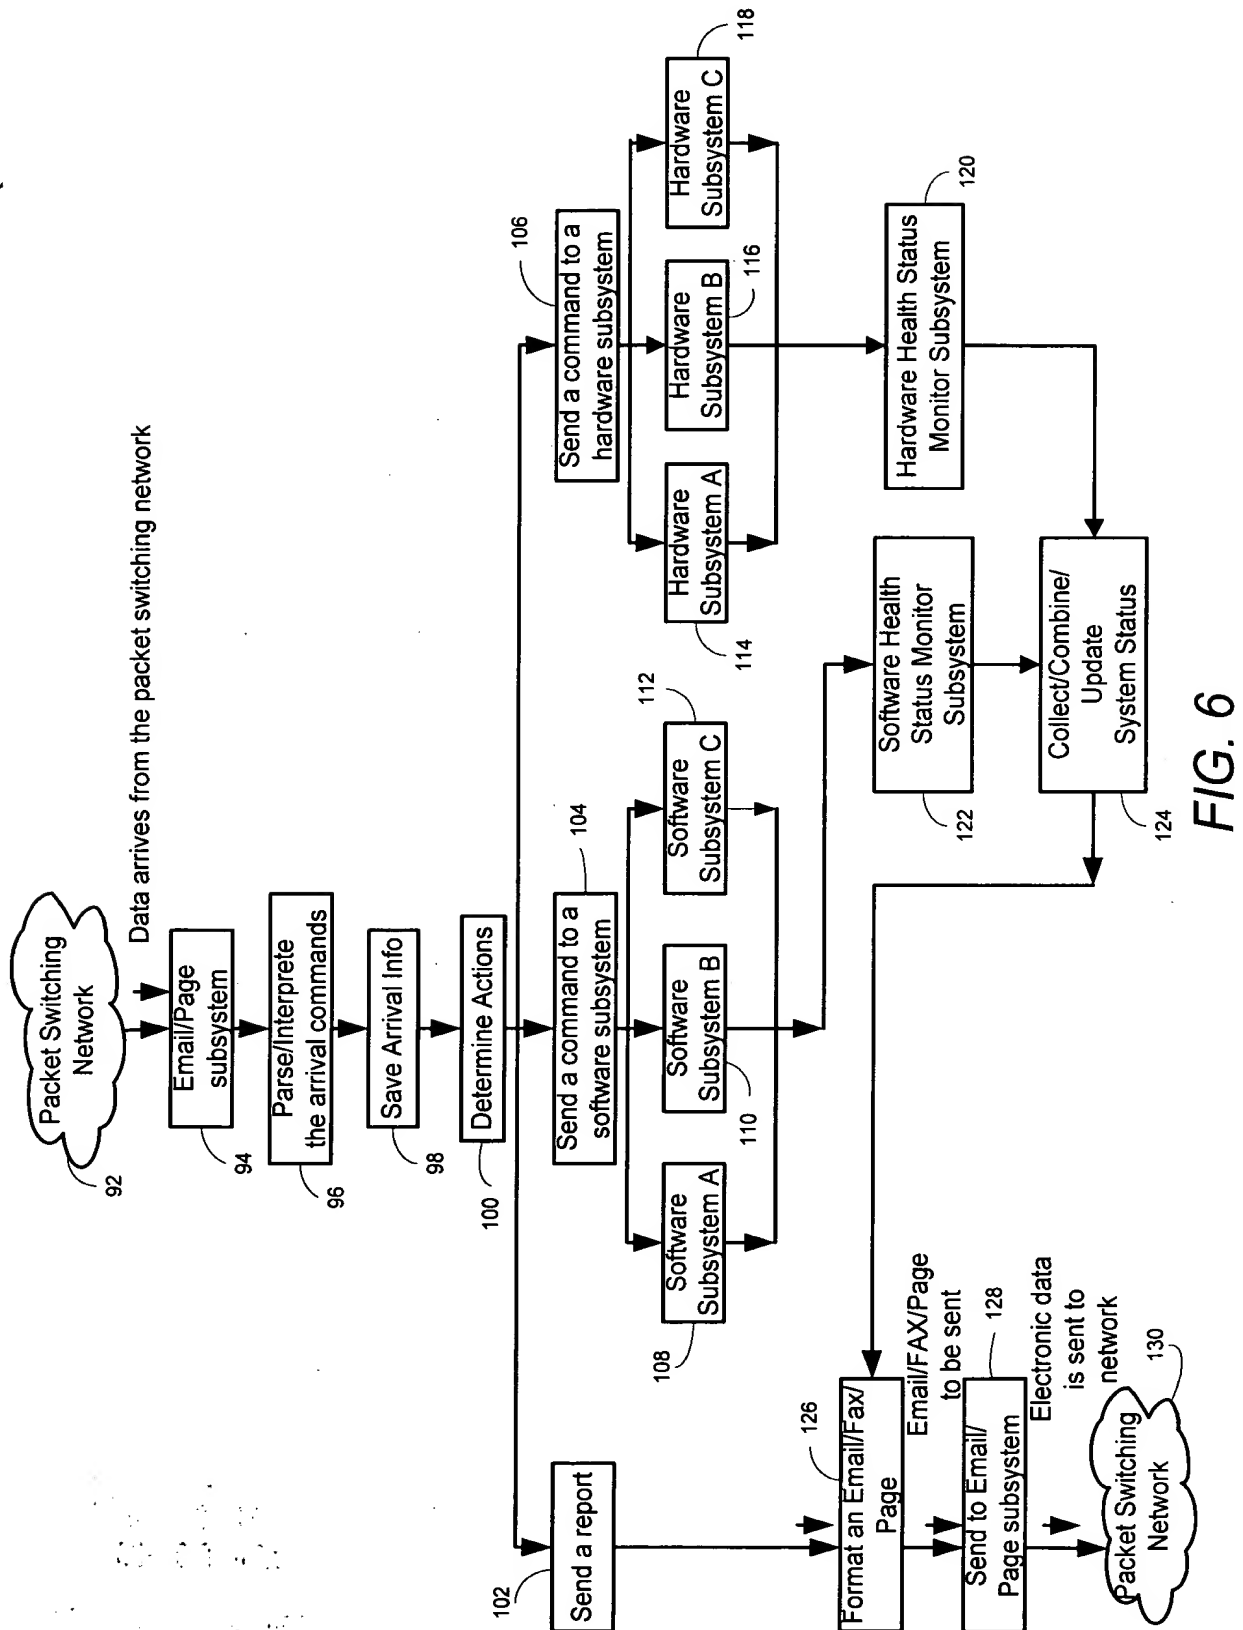 Packet Switching
Network
92
Data arrives from the packet switching network
Email/Page
subsystem
94
Parse/Interprete
the arrival commands
96
Save Arrival Info
98
Determine Actions
100
Send a report
102
Send a command to a
software subsystem
104
Send a command to a
hardware subsystem
106
Software
Subsystem A
108
Software
Subsystem B
110
Software
Subsystem C
112
Hardware
Subsystem A
114
Hardware
Subsystem B
116
Hardware
Subsystem C
118
Hardware Health Status
Monitor Subsystem
120
Software Health
Status Monitor
Subsystem
122
Collect/Combine/
Update
System Status
124
Format an Email/Fax/
Page
126
Email/FAX/Page
to be sent
Send to Email/
Page subsystem
128
Electronic data
is sent to
network
Packet Switching
Network
130
FIG. 6